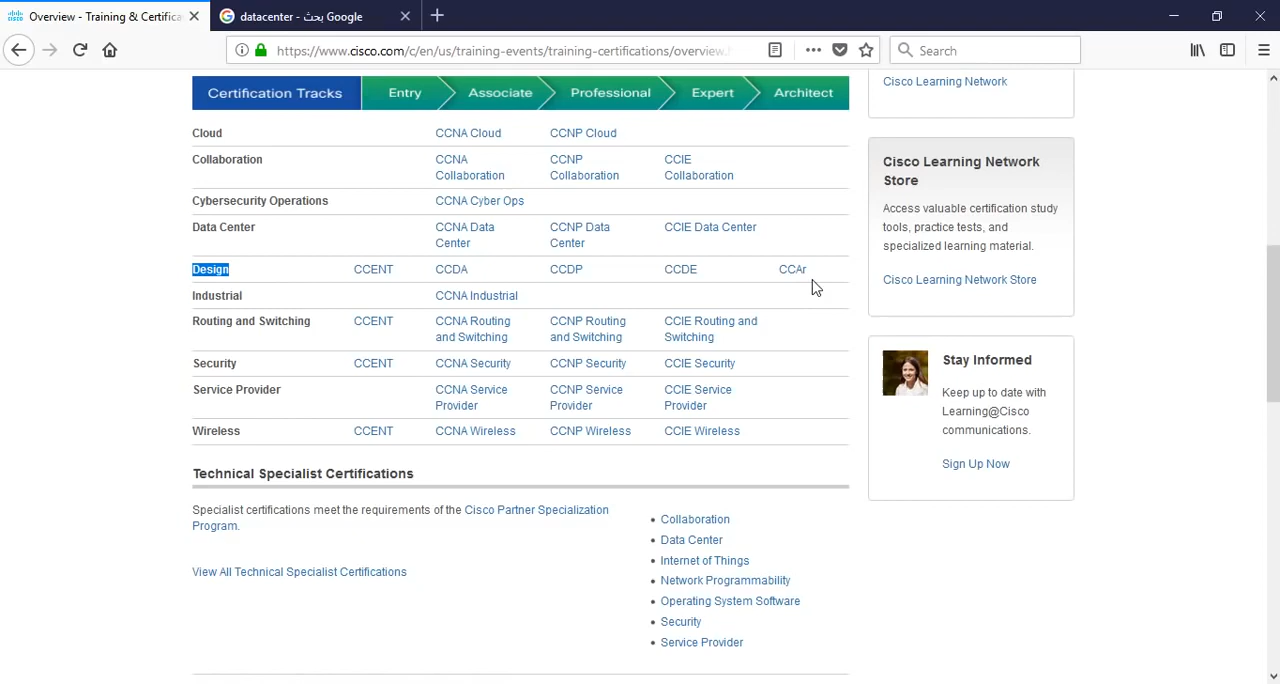 Overview - Training & Certifica
datacenter - بحث Google
https://www.cisco.com/c/en/us/training-events/training-certifications/overview.h
Search
Certification Tracks Entry Associate Professional Expert Architect
Cloud CCNA Cloud CCNP Cloud
Collaboration CCNA CCNP CCIE
Collaboration Collaboration Collaboration
Cybersecurity Operations CCNA Cyber Ops
Data Center CCNA Data CCNP Data CCIE Data Center
Center Center
Design CCENT CCDA CCDP CCDE CCAr
Industrial CCNA Industrial
Routing and Switching CCENT CCNA Routing CCNP Routing CCIE Routing and
and Switching and Switching Switching
Security CCENT CCNA Security CCNP Security CCIE Security
Service Provider CCNA Service CCNP Service CCIE Service
Provider Provider Provider
Wireless CCENT CCNA Wireless CCNP Wireless CCIE Wireless
Technical Specialist Certifications
Specialist certifications meet the requirements of the Cisco Partner Specialization
Program.
View All Technical Specialist Certifications
Collaboration
Data Center
Internet of Things
Network Programmability
Operating System Software
Security
Service Provider
Cisco Learning Network
Cisco Learning Network
Store
Access valuable certification study
tools, practice tests, and
specialized learning material.
Cisco Learning Network Store
Stay Informed
Keep up to date with
Learning@Cisco
communications.
Sign Up Now